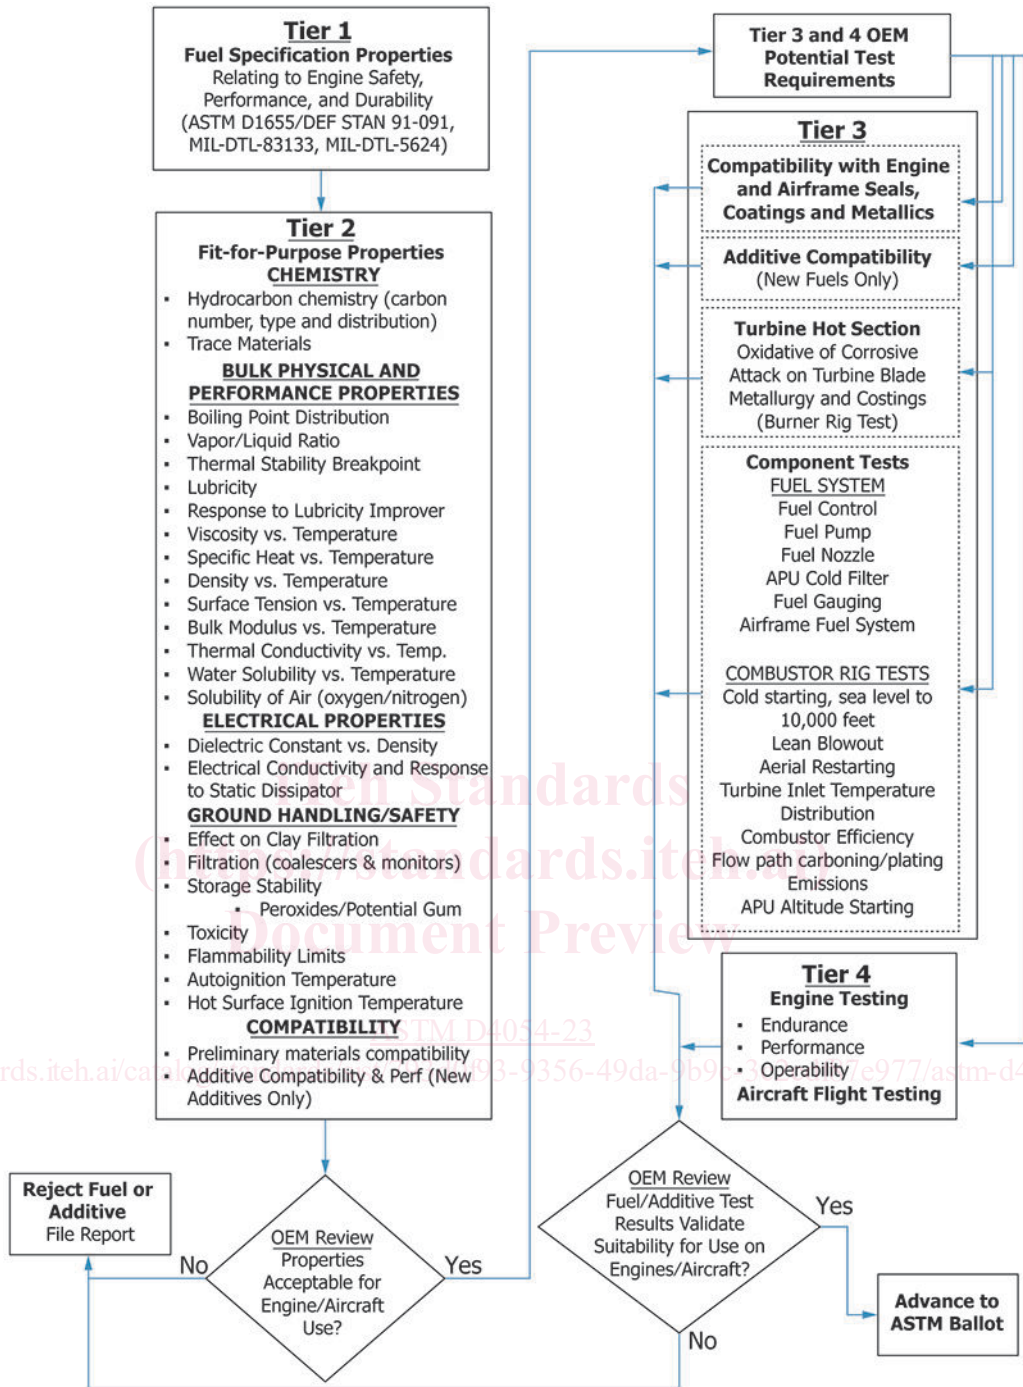 Tier 1
Fuel Specification Properties
Relating to Engine Safety,
Performance, and Durability
(ASTM D1655/DEF STAN 91-091,
MIL-DTL-83133, MIL-DTL-5624)
Tier 2
Fit-for-Purpose Properties
CHEMISTRY
▪ Hydrocarbon chemistry (carbon
number, type and distribution)
▪ Trace Materials
BULK PHYSICAL AND
PERFORMANCE PROPERTIES
▪ Boiling Point Distribution
▪ Vapor/Liquid Ratio
▪ Thermal Stability Breakpoint
▪ Lubricity
▪ Response to Lubricity Improver
▪ Viscosity vs. Temperature
▪ Specific Heat vs. Temperature
▪ Density vs. Temperature
▪ Surface Tension vs. Temperature
▪ Bulk Modulus vs. Temperature
▪ Thermal Conductivity vs. Temp.
▪ Water Solubility vs. Temperature
▪ Solubility of Air (oxygen/nitrogen)
ELECTRICAL PROPERTIES
▪ Dielectric Constant vs. Density
▪ Electrical Conductivity and Response
to Static Dissipator
GROUND HANDLING/SAFETY
▪ Effect on Clay Filtration
▪ Filtration (coalescers & monitors)
▪ Storage Stability
▪ Peroxides/Potential Gum
▪ Toxicity
▪ Flammability Limits
▪ Autoignition Temperature
▪ Hot Surface Ignition Temperature
COMPATIBILITY
▪ Preliminary materials compatibility
▪ Additive Compatibility & Perf (New
Additives Only)
Reject Fuel or
Additive
File Report
No
OEM Review
Properties
Acceptable for
Engine/Aircraft
Use?
Yes
Tier 3 and 4 OEM
Potential Test
Requirements
Tier 3
Compatibility with Engine
and Airframe Seals,
Coatings and Metallics
Additive Compatibility
(New Fuels Only)
Turbine Hot Section
Oxidative of Corrosive
Attack on Turbine Blade
Metallurgy and Costings
(Burner Rig Test)
Component Tests
FUEL SYSTEM
Fuel Control
Fuel Pump
Fuel Nozzle
APU Cold Filter
Fuel Gauging
Airframe Fuel System
COMBUSTOR RIG TESTS
Cold starting, sea level to
10,000 feet
Lean Blowout
Aerial Restarting
Turbine Inlet Temperature
Distribution
Combustor Efficiency
Flow path carboning/plating
Emissions
APU Altitude Starting
Tier 4
Engine Testing
▪ Endurance
▪ Performance
▪ Operability
Aircraft Flight Testing
OEM Review
Fuel/Additive Test
Results Validate
Suitability for Use on
Engines/Aircraft?
Yes
No
Advance to
ASTM Ballot
iTeh Standards
(https://standards.iteh.ai)
Document Preview
ASTM D4054-23